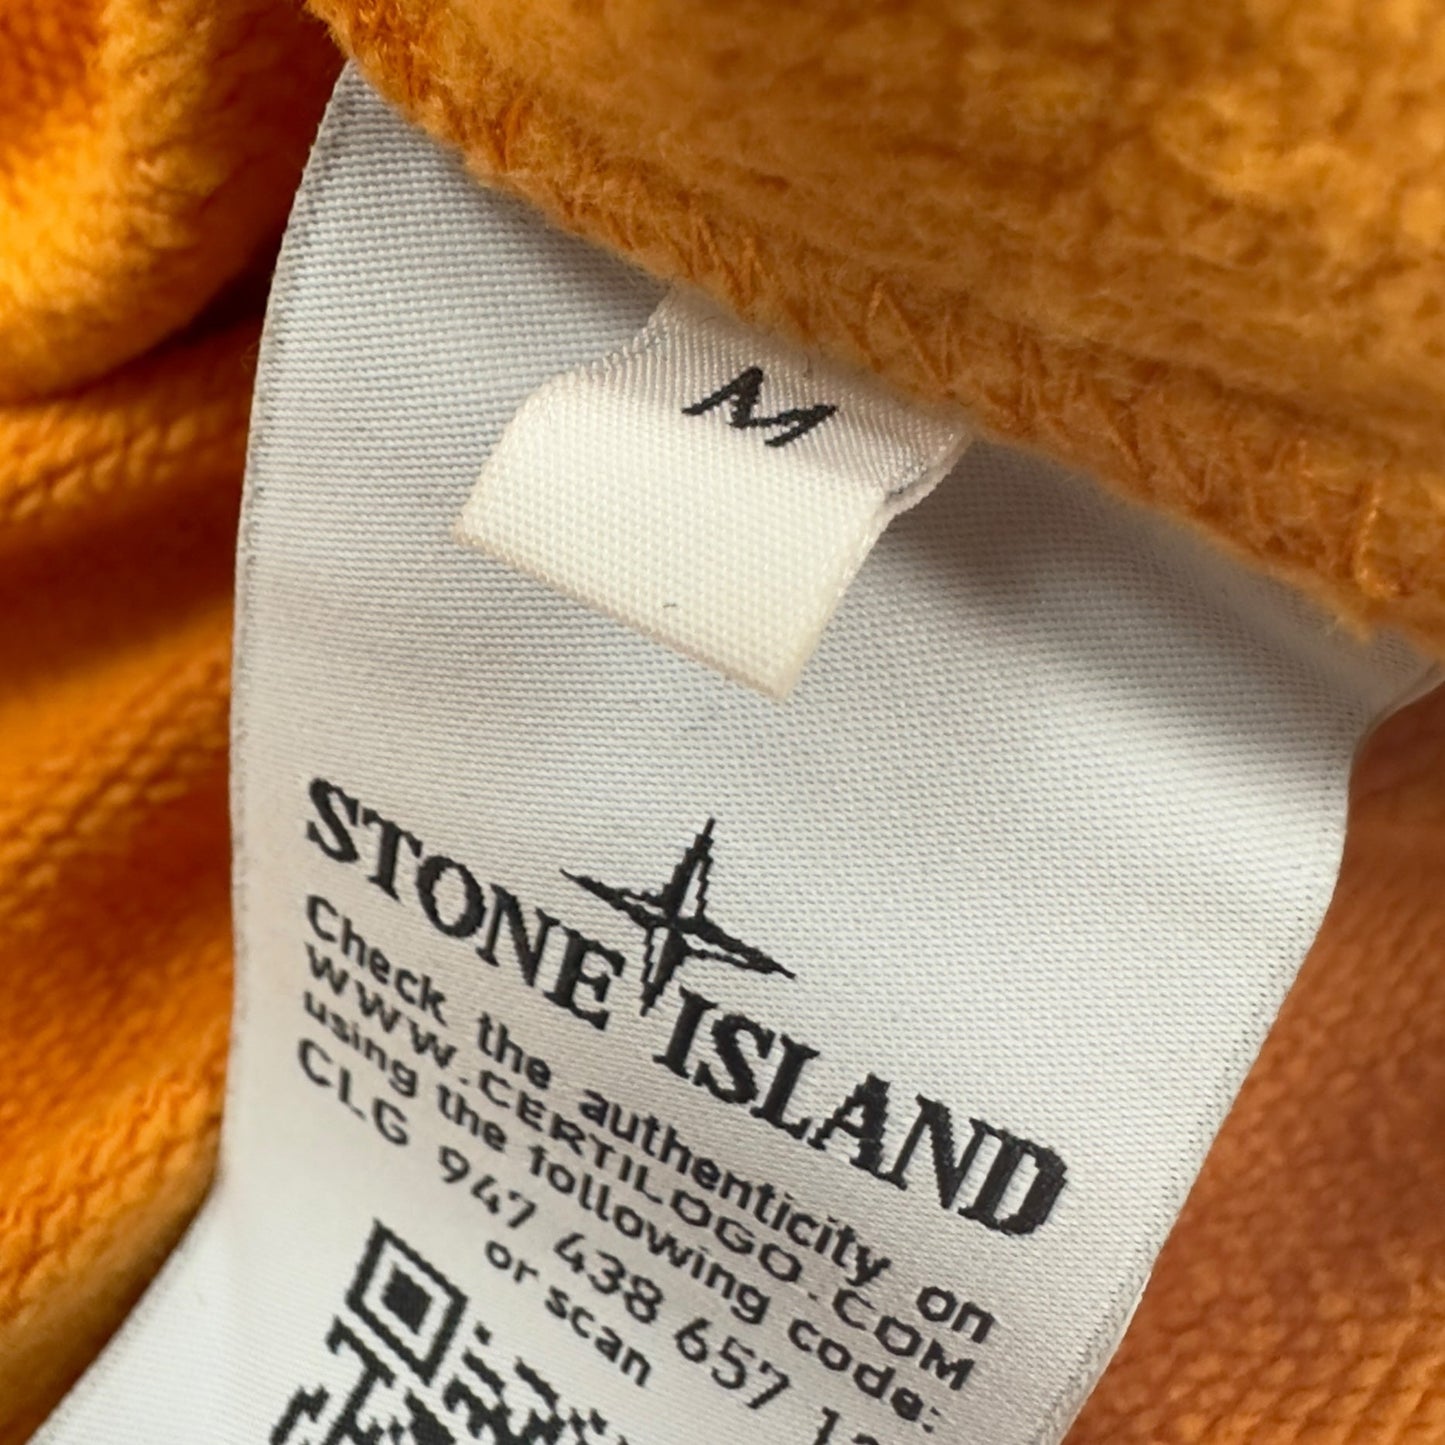 M
STONE ISLAND
Check the authenticity on
WWW.CERTILOGO.COM
using the following code:
CLG 947 438 657
or scan